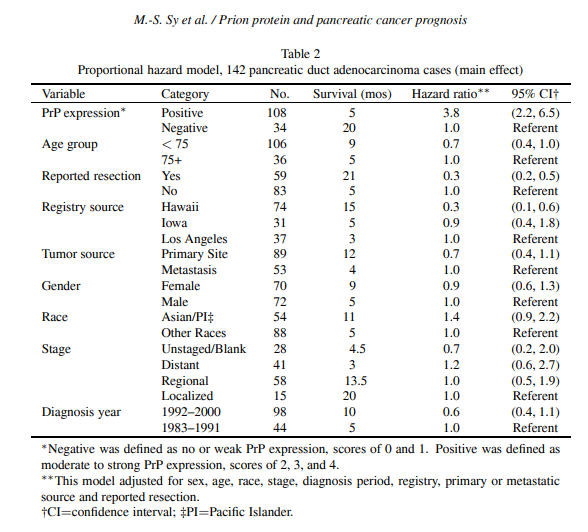 M.-S. Sy et al. / Prion protein and pancreatic cancer prognosis
Table 2
Proportional hazard model, 142 pancreatic duct adenocarcinoma cases (main effect)
Variable Category No. Survival (mos) Hazard ratio** 95% CI†
PrP expression* Positive 108 5 3.8 (2.2, 6.5)
Negative 34 20 1.0 Referent
Age group < 75 106 9 0.7 (0.4, 1.0)
75+ 36 5 1.0 Referent
Reported resection Yes 59 21 0.3 (0.2, 0.5)
No 83 5 1.0 Referent
Registry source Hawaii 74 15 0.3 (0.1, 0.6)
Iowa 31 5 0.9 (0.4, 1.8)
Los Angeles 37 3 1.0 Referent
Tumor source Primary Site 89 12 0.7 (0.4, 1.1)
Metastasis 53 4 1.0 Referent
Gender Female 70 9 0.9 (0.6, 1.3)
Male 72 5 1.0 Referent
Race Asian/PI‡ 54 11 1.4 (0.9, 2.2)
Other Races 88 5 1.0 Referent
Stage Unstaged/Blank 28 4.5 0.7 (0.2, 2.0)
Distant 41 3 1.2 (0.6, 2.7)
Regional 58 13.5 1.0 (0.5, 1.9)
Localized 15 20 1.0 Referent
Diagnosis year 1992–2000 98 10 0.6 (0.4, 1.1)
1983–1991 44 5 1.0 Referent
*Negative was defined as no or weak PrP expression, scores of 0 and 1. Positive was defined as
moderate to strong PrP expression, scores of 2, 3, and 4.
**This model adjusted for sex, age, race, stage, diagnosis period, registry, primary or metastatic
source and reported resection.
†CI=confidence interval; ‡PI=Pacific Islander.